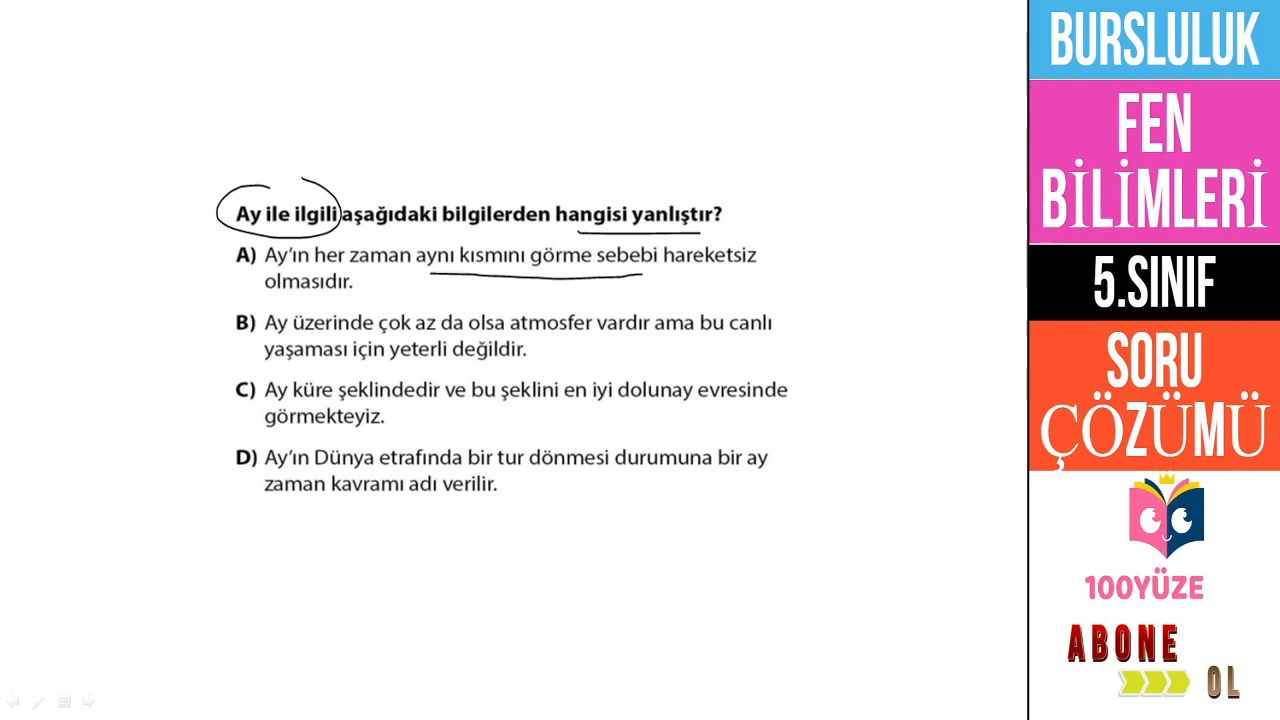 Ay ile ilgili aşağıdaki bilgilerden hangisi yanlıştır?
A) Ay'ın her zaman aynı kısmını görme sebebi hareketsiz
olmasıdır.
B) Ay üzerinde çok az da olsa atmosfer vardır ama bu canlı
yaşaması için yeterli değildir.
C) Ay küre şeklindedir ve bu şeklini en iyi dolunay evresinde
görmekteyiz.
D) Ay'ın Dünya etrafında bir tur dönmesi durumuna bir ay
zaman kavramı adı verilir.
BURSLULUK
FEN
BİLİMLERİ
5.SINIF
SORU
ÇÖZÜMÜ
100YÜZE
ABONE
OL